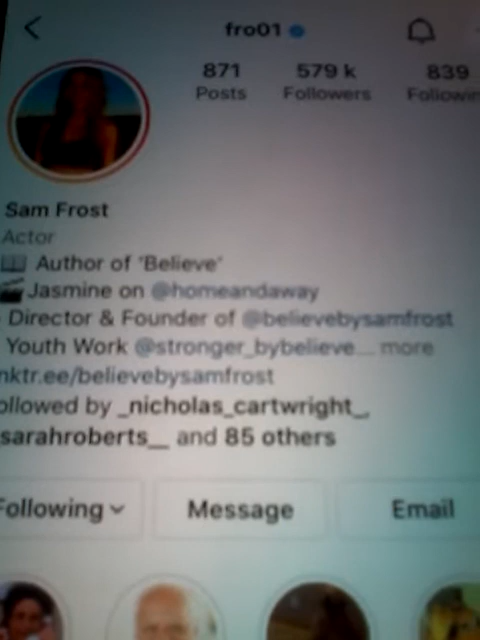 fro01
871 579 k 839
Posts Followers Followin
Sam Frost
Actor
Author of 'Believe'
Jasmine on @homeandaway
Director & Founder of @believebysamfrost
Youth Work @stronger_bybelieve... more
nktr.ee/believebysamfrost
ollowed by _nicholas_cartwright_,
sarahroberts__ and 85 others
Following Message Email